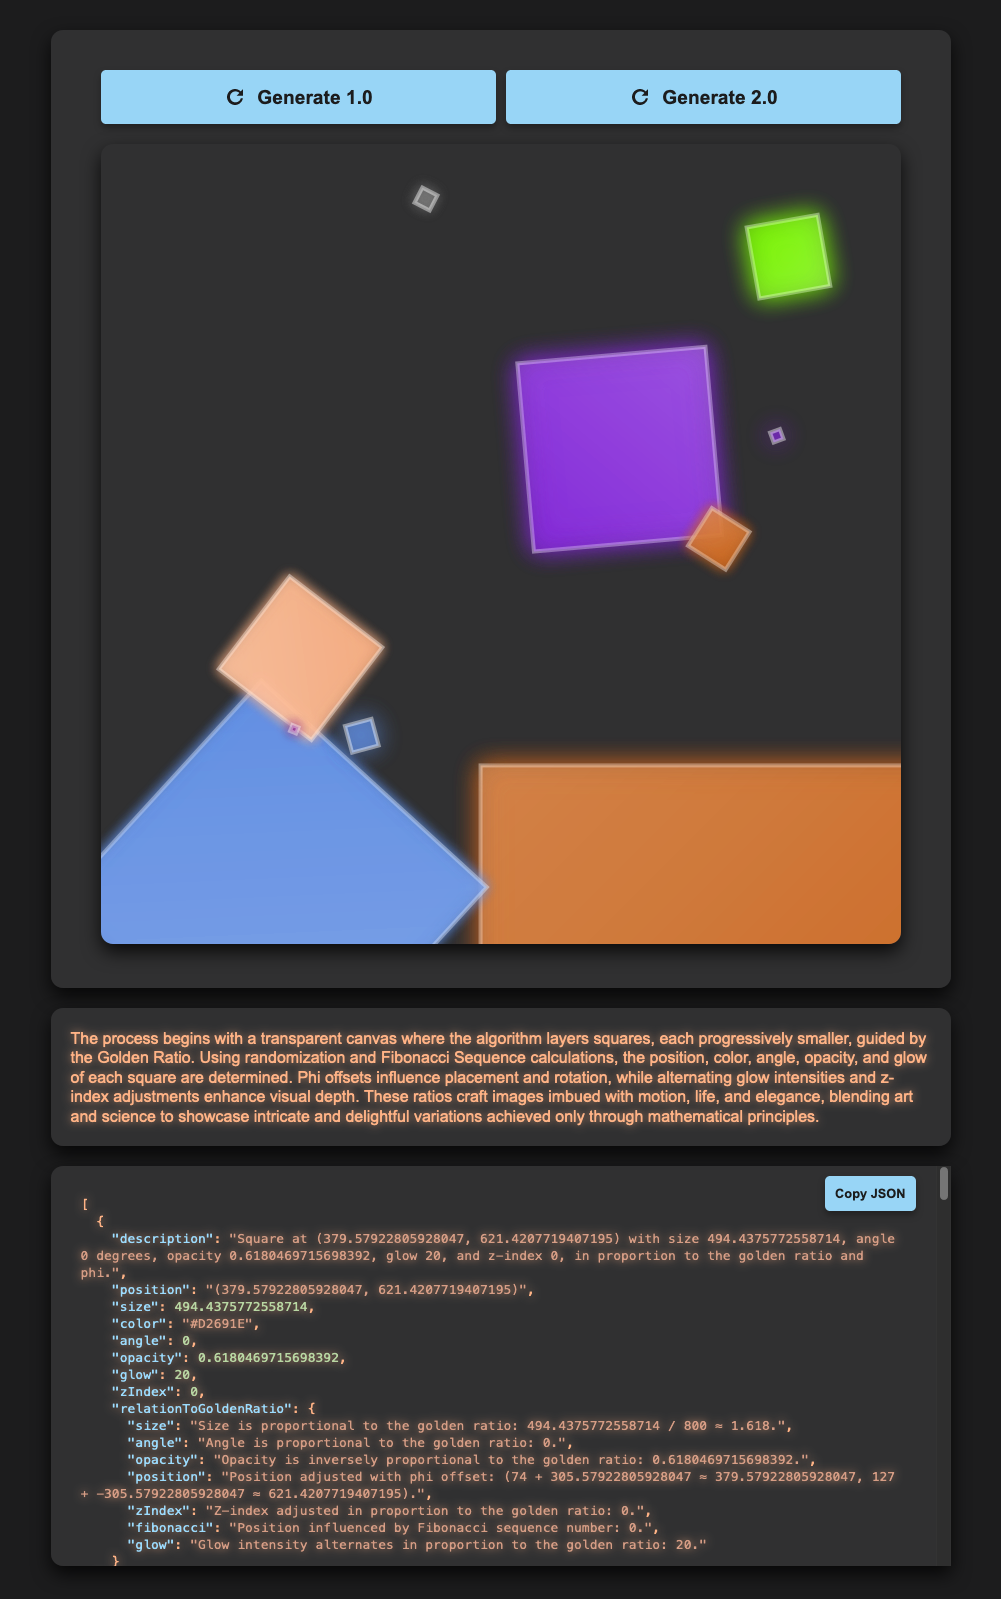 Generate 1.0
Generate 2.0
The process begins with a transparent canvas where the algorithm layers squares, each progressively smaller, guided by
the Golden Ratio. Using randomization and Fibonacci Sequence calculations, the position, color, angle, opacity, and glow
of each square are determined. Phi offsets influence placement and rotation, while alternating glow intensities and z-
index adjustments enhance visual depth. These ratios craft images imbued with motion, life, and elegance, blending art
and science to showcase intricate and delightful variations achieved only through mathematical principles.
Copy JSON
[
{
"description": "Square at (379.57922805928047, 621.4207719407195) with size 494.4375772558714, angle
0 degrees, opacity 0.6180469715698392, glow 20, and z-index 0, in proportion to the golden ratio and
phi.",
"position": "(379.57922805928047, 621.4207719407195)",
"size": 494.4375772558714,
"color": "#D2691E",
"angle": 0,
"opacity": 0.6180469715698392,
"glow": 20,
"zIndex": 0,
"relationToGoldenRatio": {
"size": "Size is proportional to the golden ratio: 494.4375772558714 / 800 ≈ 1.618.",
"angle": "Angle is proportional to the golden ratio: 0.",
"opacity": "Opacity is inversely proportional to the golden ratio: 0.6180469715698392.",
"position": "Position adjusted with phi offset: (74 + 305.57922805928047 ≈ 379.57922805928047, 127
+ -305.57922805928047 ≈ 621.4207719407195).",
"zIndex": "Z-index adjusted in proportion to the golden ratio: 0.",
"fibonacci": "Position influenced by Fibonacci sequence number: 0.",
"glow": "Glow intensity alternates in proportion to the golden ratio: 20."
}